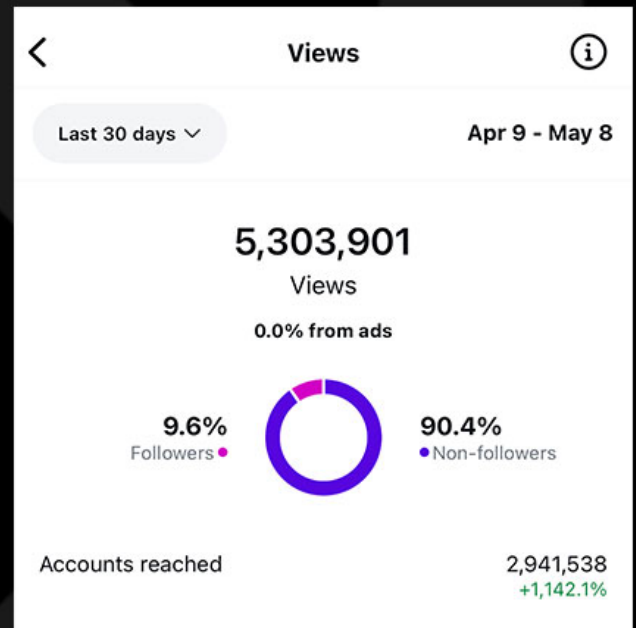 Views
Last 30 days
Apr 9 - May 8
5,303,901
Views
0.0% from ads
9.6%
Followers
90.4%
Non-followers
Accounts reached
2,941,538
+1,142.1%